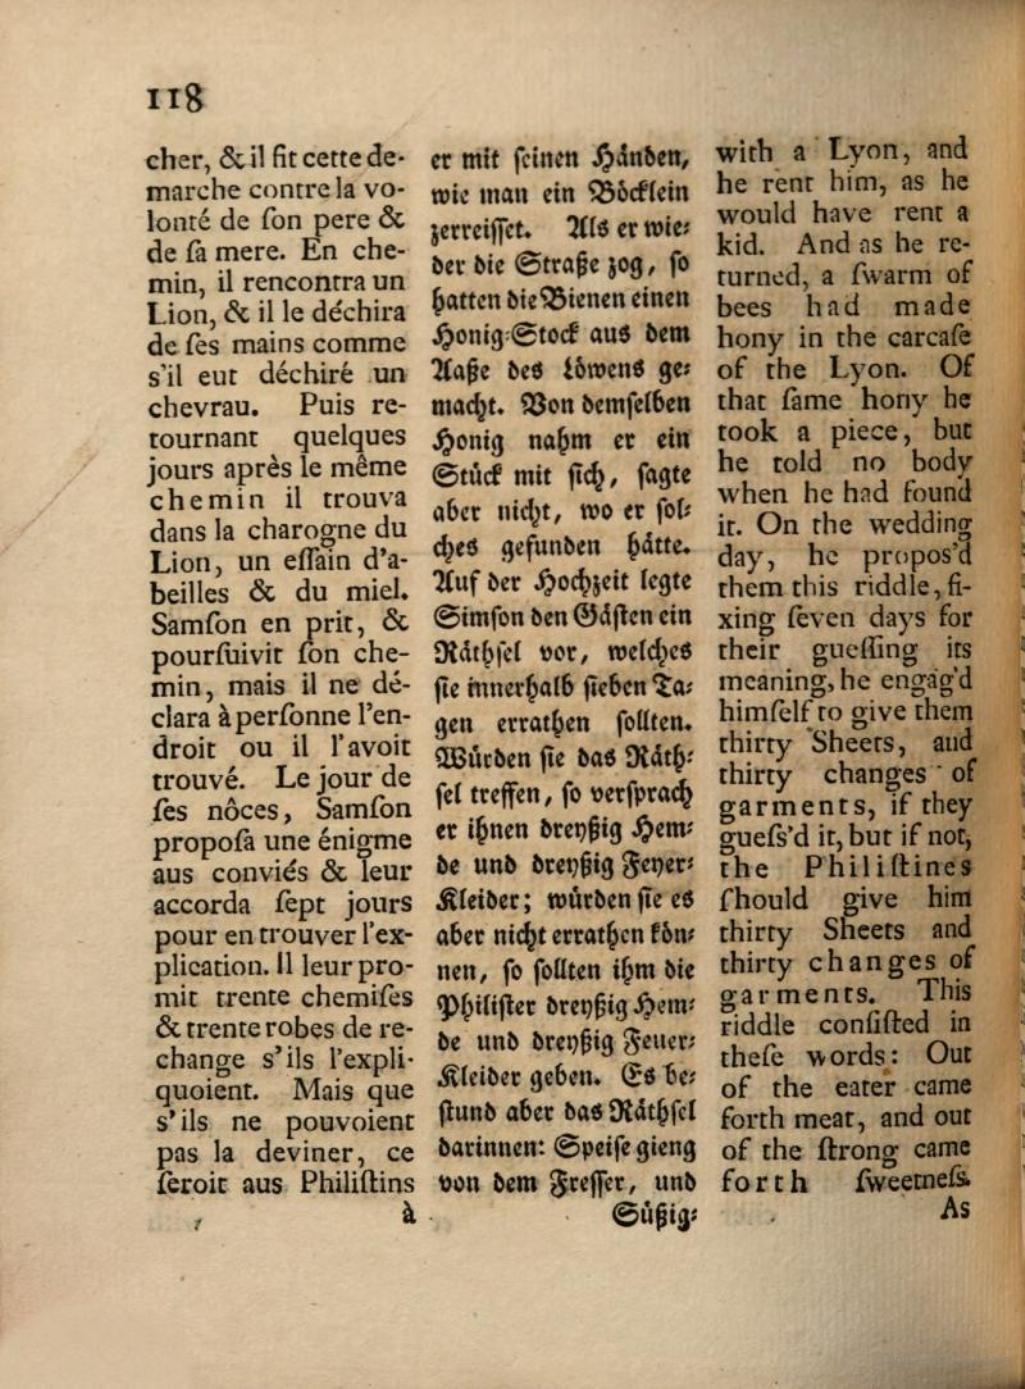 118
cher, & il fit cette de-
marche contre la vo-
lonté de ſon pere &
de ſa mere. En che-
min, il rencontra un
Lion, & il le déchira
de ſes mains comme
s'il eut déchiré un
chevrau. Puis re-
tournant quelques
jours après le même
chemin il trouva
dans la charogne du
Lion, un eſſain d'a-
beilles & du miel.
Samſon en prit, &
pourſuivit ſon che-
min, mais il ne dé-
clara à perſonne l'en-
droit ou il l'avoit
trouvé. Le jour de
ſes nôces, Samſon
propoſa une énigme
aus conviés & leur
accorda ſept jours
pour en trouver l'ex-
plication. Il leur pro-
mit trente chemiſes
& trente robes de re-
change s'ils l'expli-
quoient. Mais que
s'ils ne pouvoient
pas la deviner, ce
ſeroit aus Philiſtins
à
er mit ſeinen Händen,
wie man ein Böcklein
zerreiſſet. Als er wie-
der die Straße zog, ſo
hatten die Bienen einen
Honig-Stock aus dem
Aaße des Löwens ge-
macht. Von demſelben
Honig nahm er ein
Stück mit ſich, ſagte
aber nicht, wo er ſol-
ches gefunden hätte.
Auf der Hochzeit legte
Simſon den Gäſten ein
Räthſel vor, welches
ſie innerhalb ſieben Ta-
gen errathen ſollten.
Würden ſie das Räth-
ſel treffen, ſo verſprach
er ihnen dreyßig Hem-
de und dreyßig Feyer-
Kleider; würden ſie es
aber nicht errathen kön-
nen, ſo ſollten ihm die
Philiſter dreyßig Hem-
de und dreyßig Feuer-
Kleider geben. Es be-
ſtund aber das Räthſel
darinnen: Speiſe gieng
von dem Freſſer, und
Süßig-
with a Lyon, and
he rent him, as he
would have rent a
kid. And as he re-
turned, a ſwarm of
bees had made
hony in the carcaſe
of the Lyon. Of
that ſame hony he
took a piece, but
he told no body
when he had found
it. On the wedding
day, he propos'd
them this riddle, fi-
xing ſeven days for
their gueſſing its
meaning, he engag'd
himſelf to give them
thirty Sheets, and
thirty changes of
garments, if they
gueſs'd it, but if not,
the Philiſtines
ſhould give him
thirty Sheets and
thirty changes of
garments. This
riddle conſiſted in
theſe words: Out
of the eater came
forth meat, and out
of the ſtrong came
forth ſweetneſs.
As